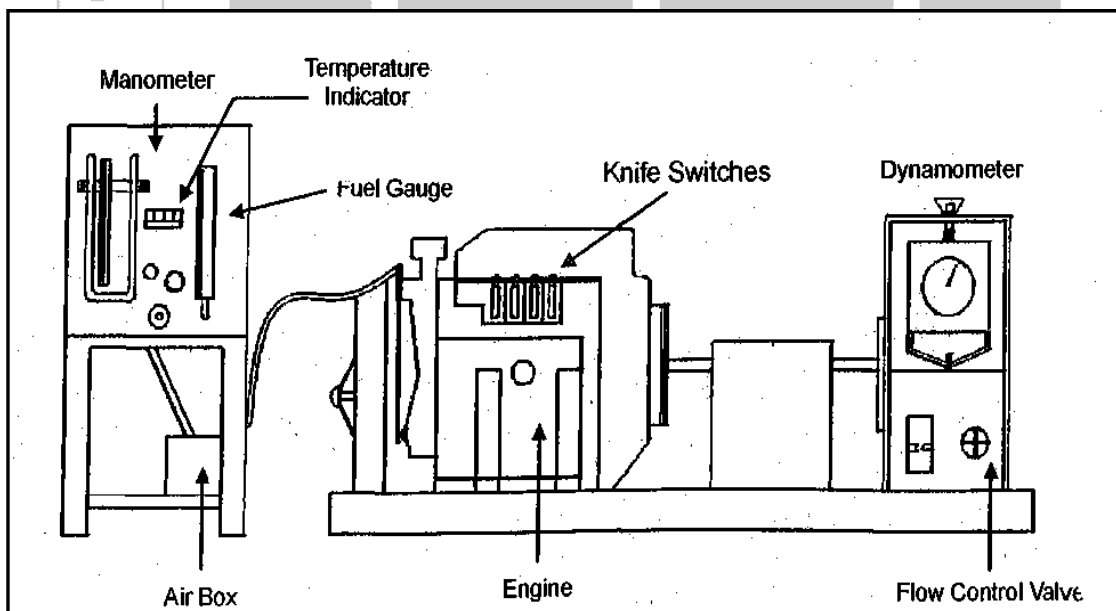 Manometer
Temperature
Indicator
Fuel Gauge
Knife Switches
Dynamometer
Air Box
Engine
Flow Control Valve